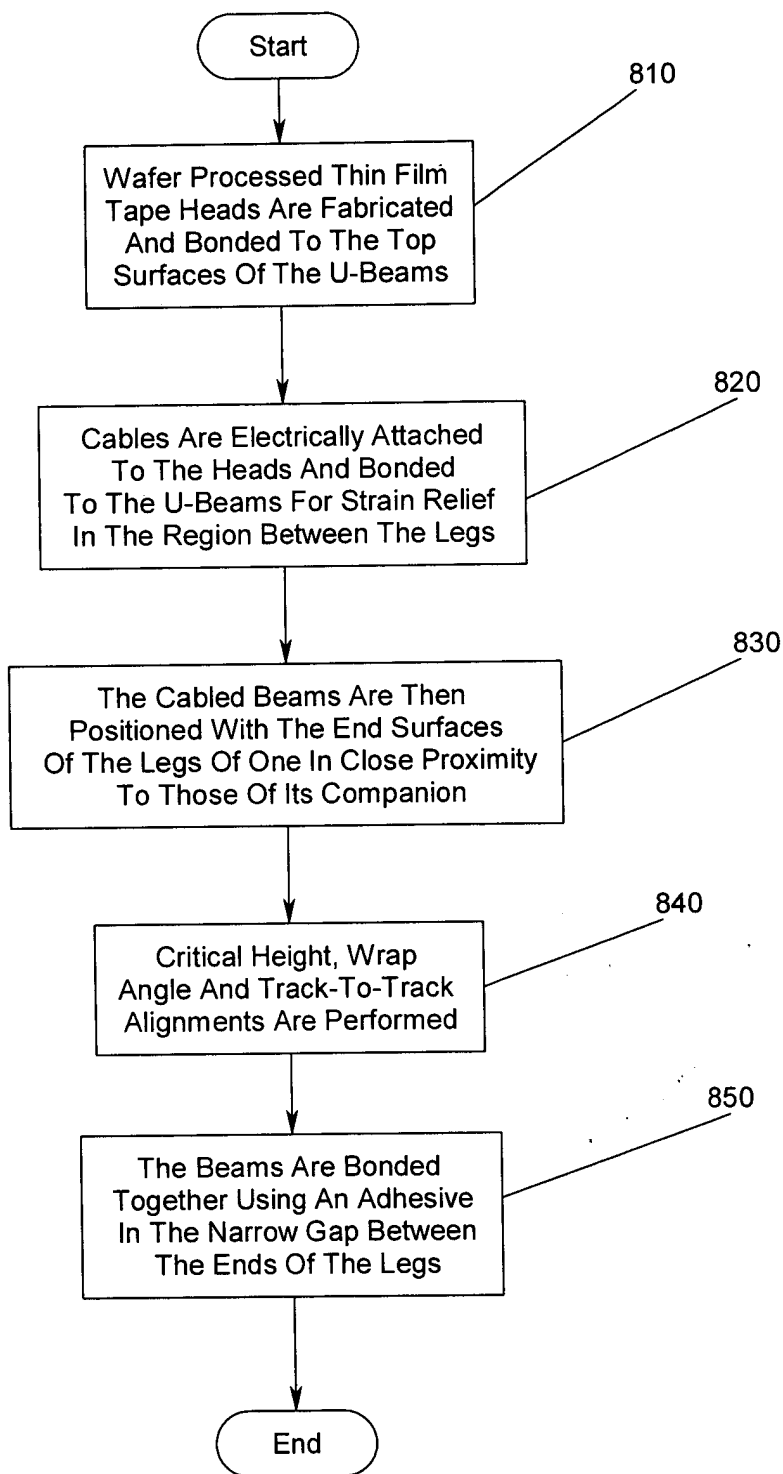 Start
810
Wafer Processed Thin Film
Tape Heads Are Fabricated
And Bonded To The Top
Surfaces Of The U-Beams
820
Cables Are Electrically Attached
To The Heads And Bonded
To The U-Beams For Strain Relief
In The Region Between The Legs
830
The Cabled Beams Are Then
Positioned With The End Surfaces
Of The Legs Of One In Close Proximity
To Those Of Its Companion
840
Critical Height, Wrap
Angle And Track-To-Track
Alignments Are Performed
850
The Beams Are Bonded
Together Using An Adhesive
In The Narrow Gap Between
The Ends Of The Legs
End